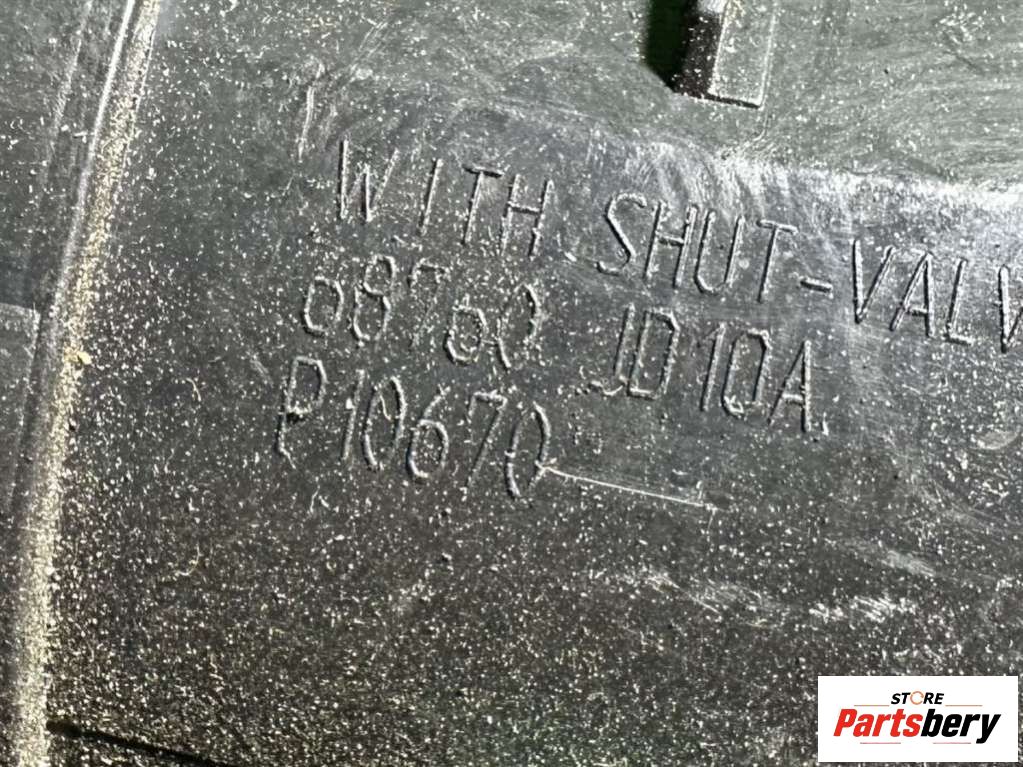 WITH SHUT-VALV
68760 JD10A
P10670
STORE
Partsbery